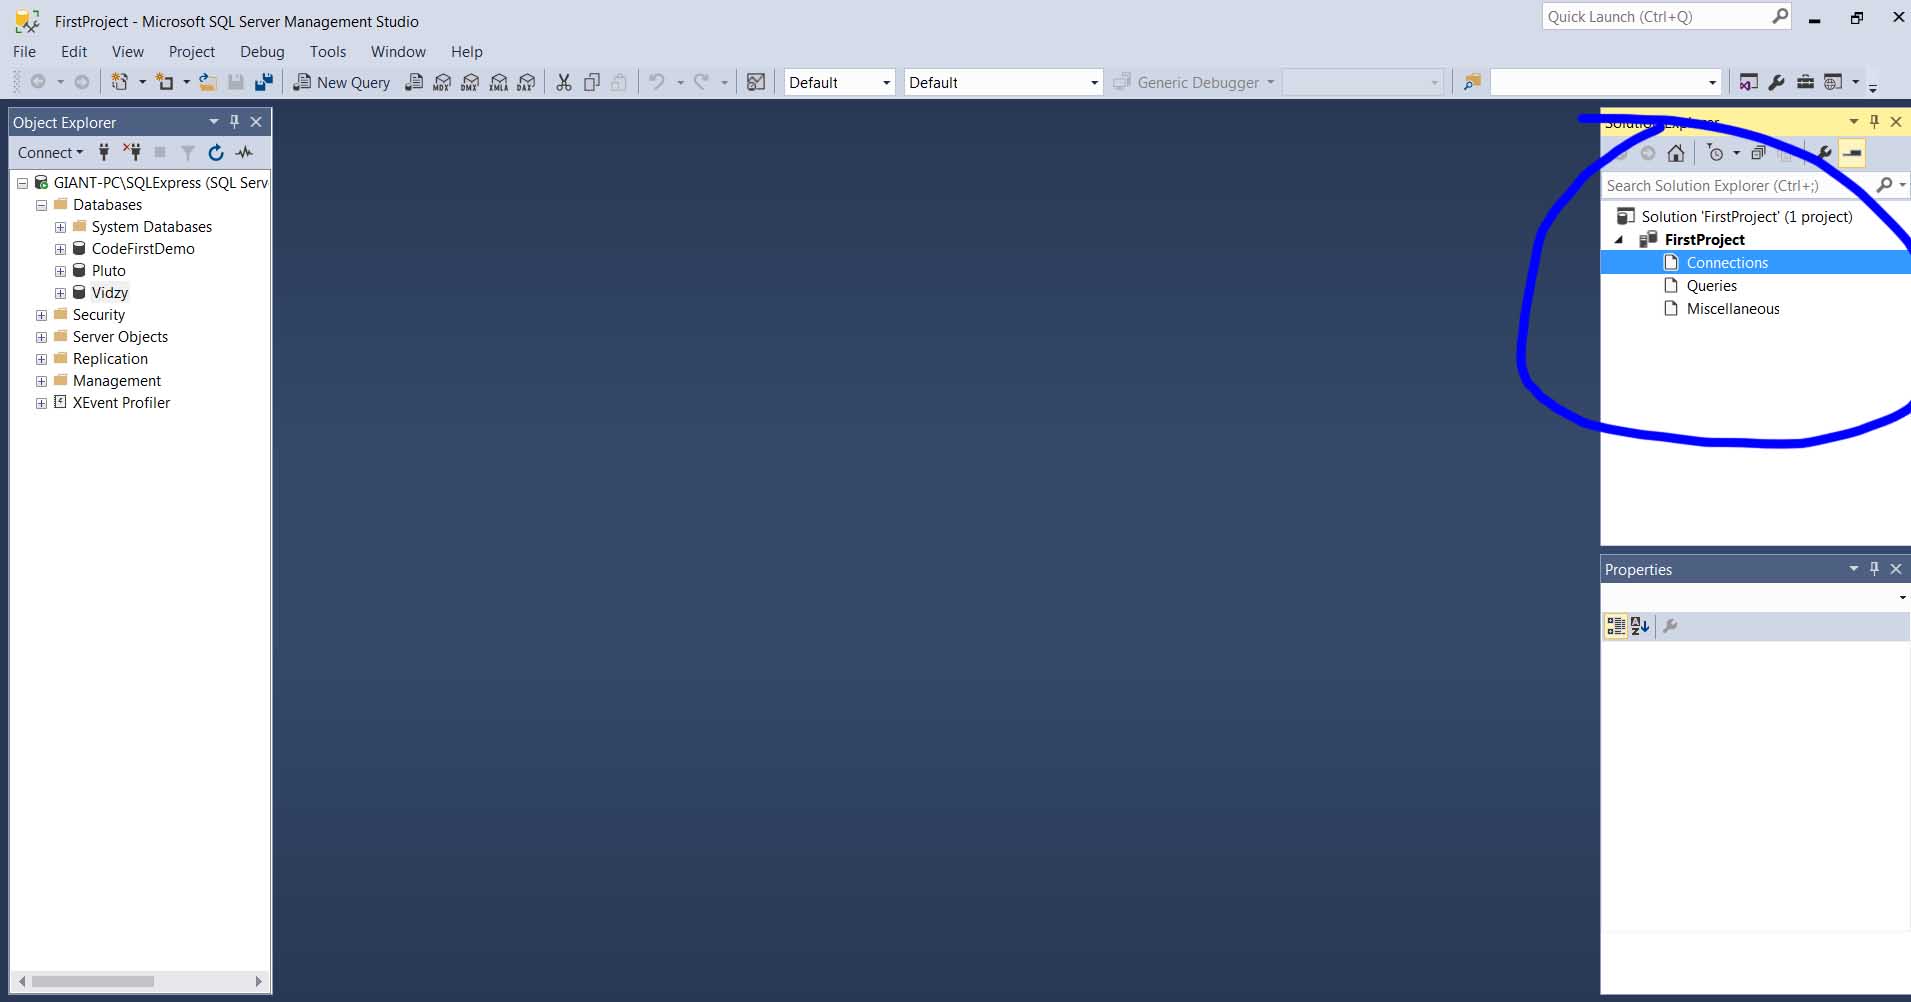 FirstProject - Microsoft SQL Server Management Studio
Quick Launch (Ctrl+Q)
File Edit View Project Debug Tools Window Help
New Query MDX DMX XMLA DAX Default Default Generic Debugger
Object Explorer
Connect
GIANT-PC\SQLExpress (SQL Serv
Databases
System Databases
CodeFirstDemo
Pluto
Vidzy
Security
Server Objects
Replication
Management
XEvent Profiler
Solution Explorer
Search Solution Explorer (Ctrl+;)
Solution 'FirstProject' (1 project)
FirstProject
Connections
Queries
Miscellaneous
Properties